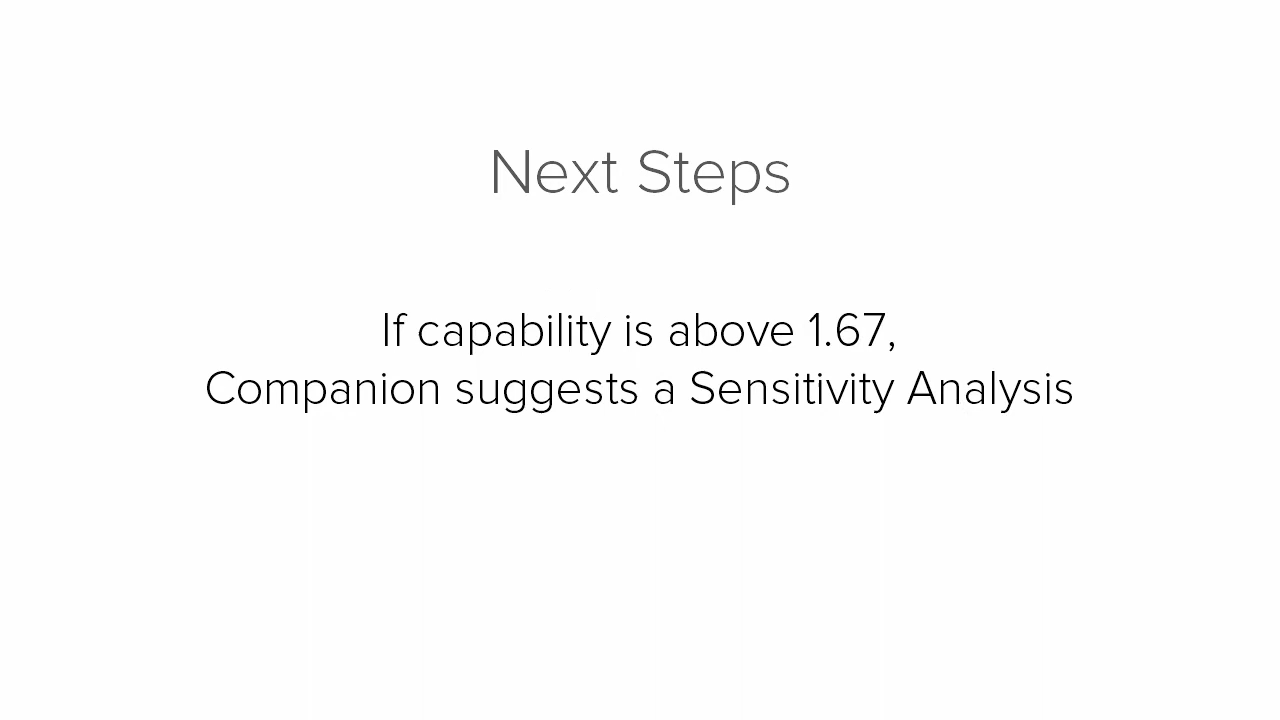 Next Steps
If capability is above 1.67,
Companion suggests a Sensitivity Analysis